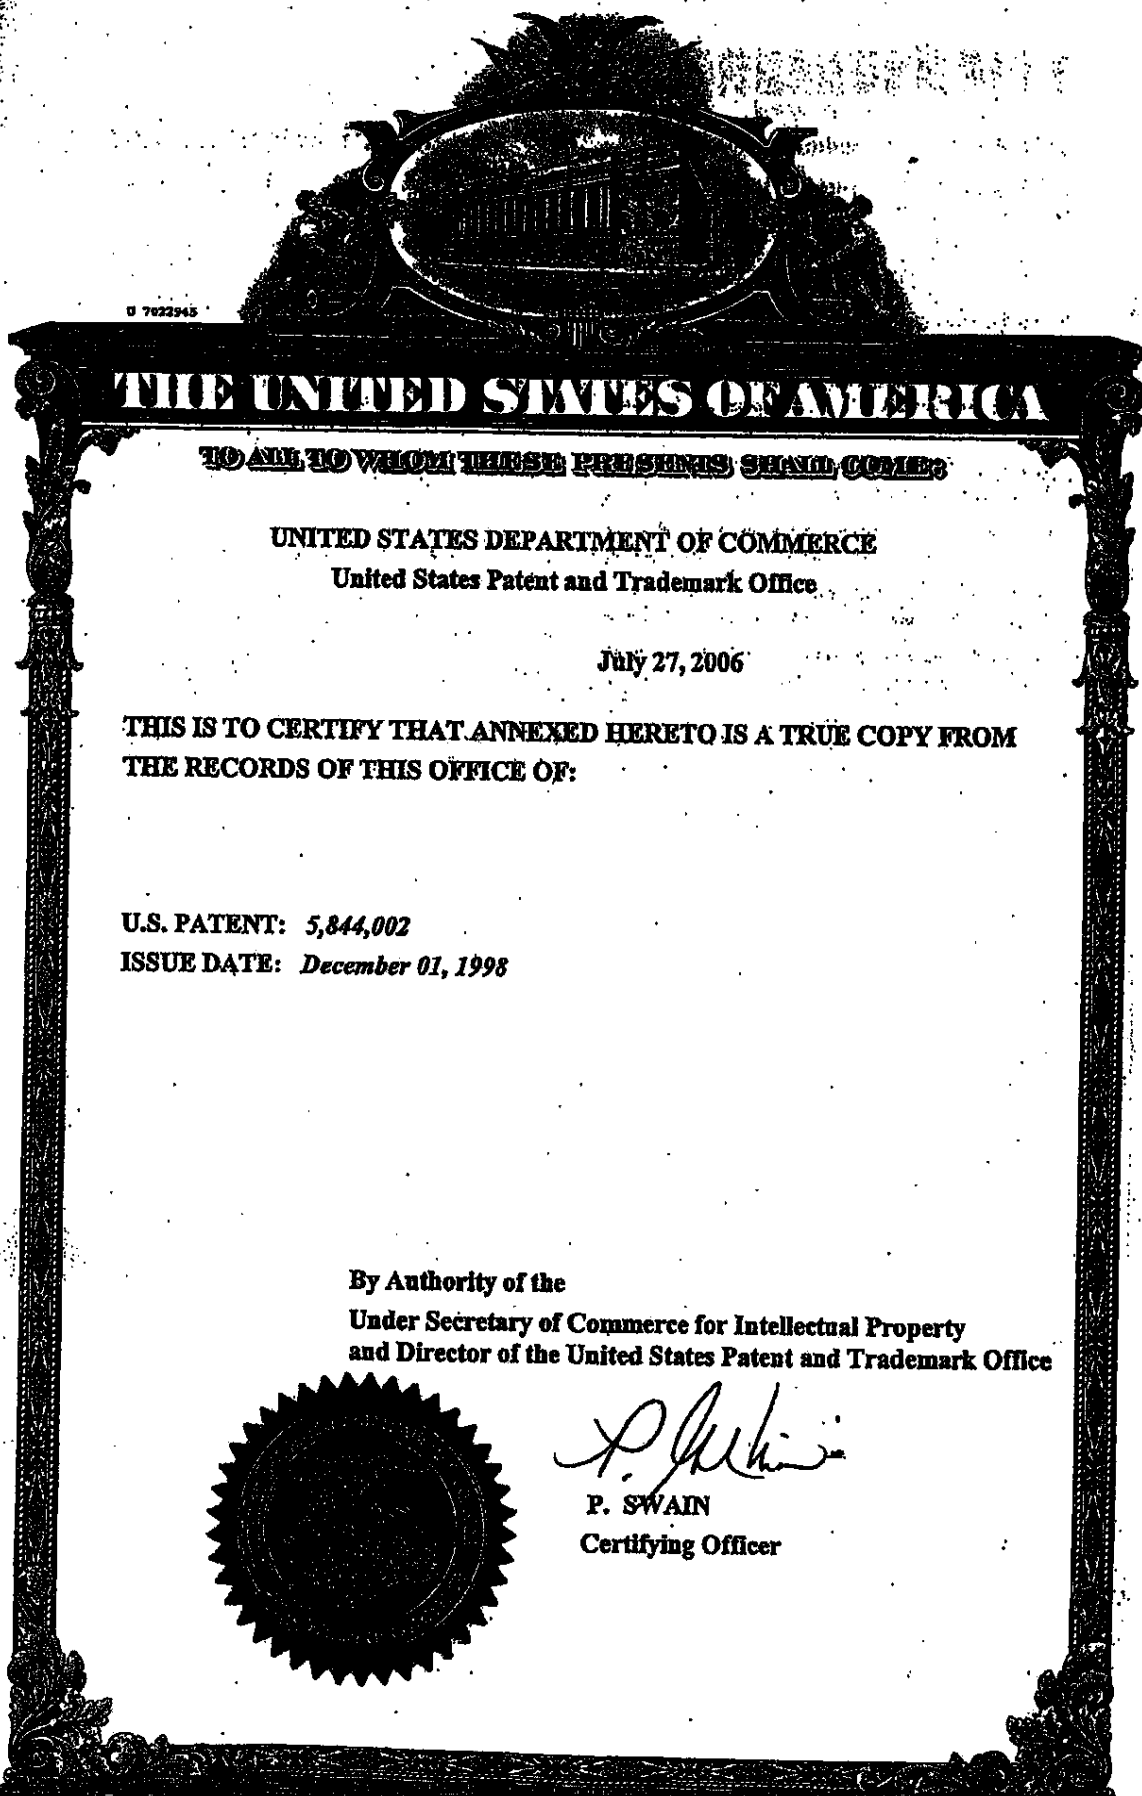 U 7022945
THE UNITED STATES OF AMERICA
TO ALL TO WHOM THESE PRESENTS SHALL COME:
UNITED STATES DEPARTMENT OF COMMERCE
United States Patent and Trademark Office
July 27, 2006
THIS IS TO CERTIFY THAT ANNEXED HERETO IS A TRUE COPY FROM
THE RECORDS OF THIS OFFICE OF:
U.S. PATENT: 5,844,002
ISSUE DATE: December 01, 1998
By Authority of the
Under Secretary of Commerce for Intellectual Property
and Director of the United States Patent and Trademark Office
P. SWAIN
Certifying Officer